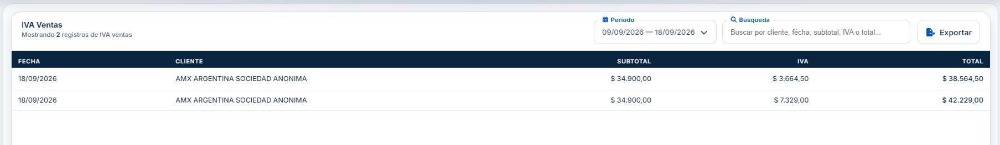 IVA Ventas
Mostrando 2 registros de IVA ventas
Período
09/09/2026 — 18/09/2026
Búsqueda
Buscar por cliente, fecha, subtotal, IVA o total...
Exportar
FECHA CLIENTE SUBTOTAL IVA TOTAL
18/09/2026 AMX ARGENTINA SOCIEDAD ANONIMA $ 34.900,00 $ 3.664,50 $ 38.564,50
18/09/2026 AMX ARGENTINA SOCIEDAD ANONIMA $ 34.900,00 $ 7.329,00 $ 42.229,00